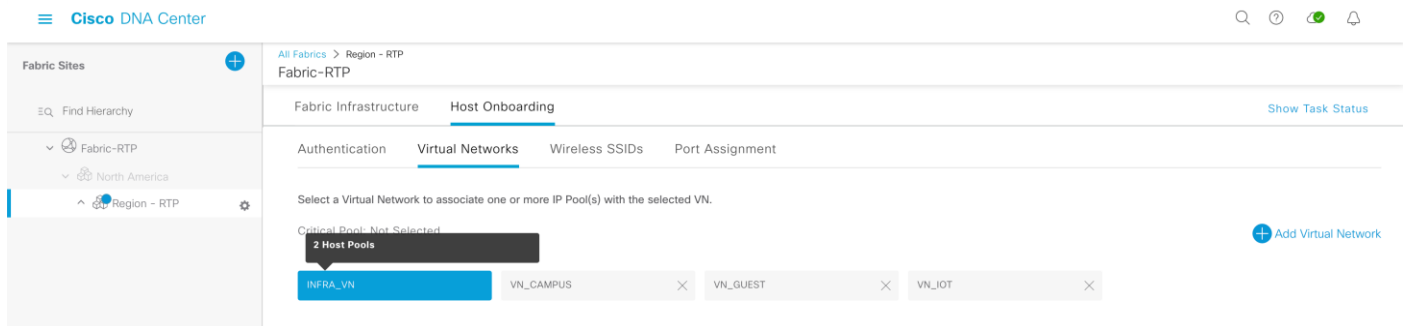 Cisco DNA Center
Fabric Sites
All Fabrics > Region - RTP
Fabric-RTP
Find Hierarchy
Fabric Infrastructure Host Onboarding Show Task Status
Fabric-RTP
North America
Region - RTP
Authentication Virtual Networks Wireless SSIDs Port Assignment
Select a Virtual Network to associate one or more IP Pool(s) with the selected VN.
Critical Pool: Not Selected
2 Host Pools
Add Virtual Network
INFRA_VN VN_CAMPUS VN_GUEST VN_IOT